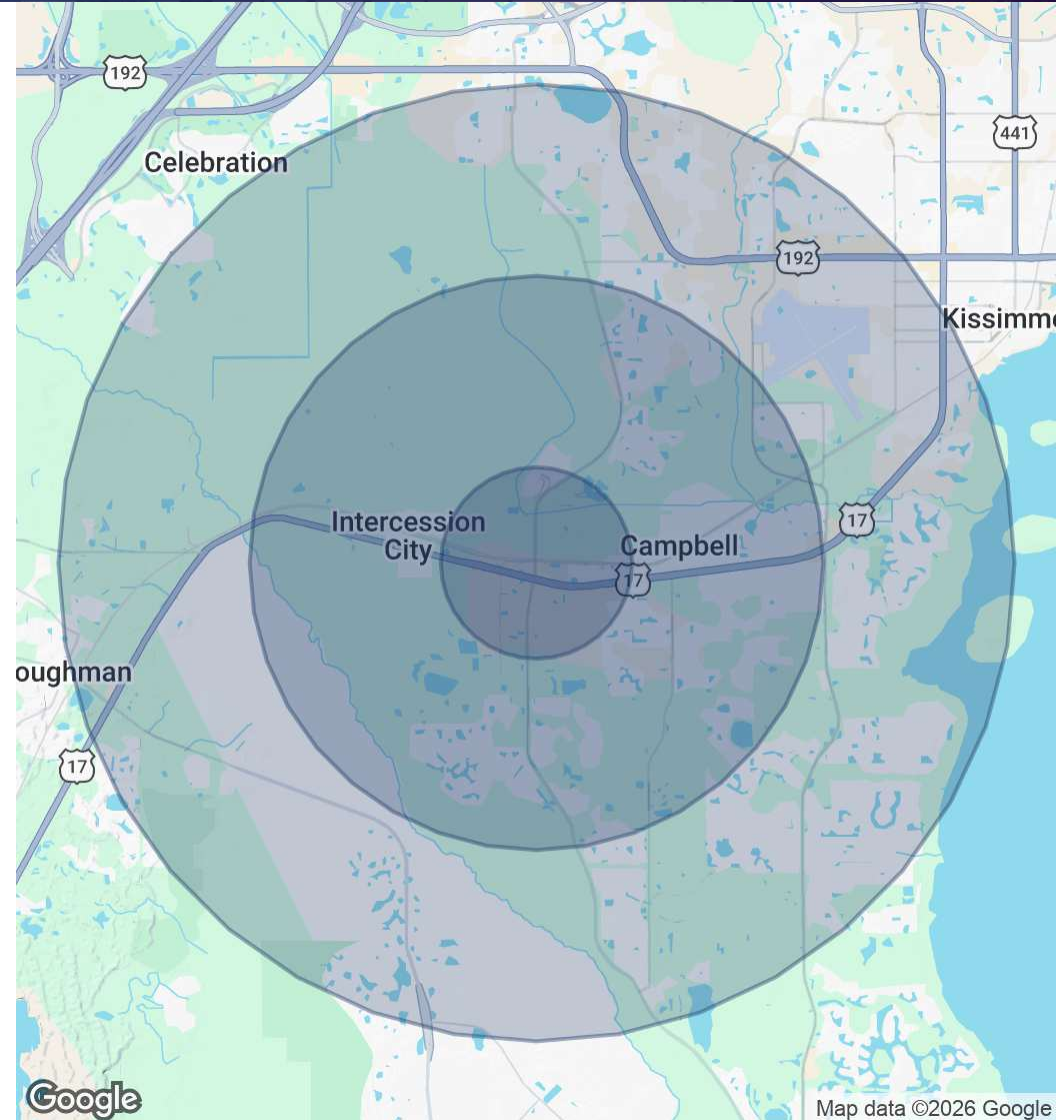 192
441
Celebration
192
Kissimme
Intercession
City
Campbell
17
17
oughman
17
Google
Map data ©2026 Google